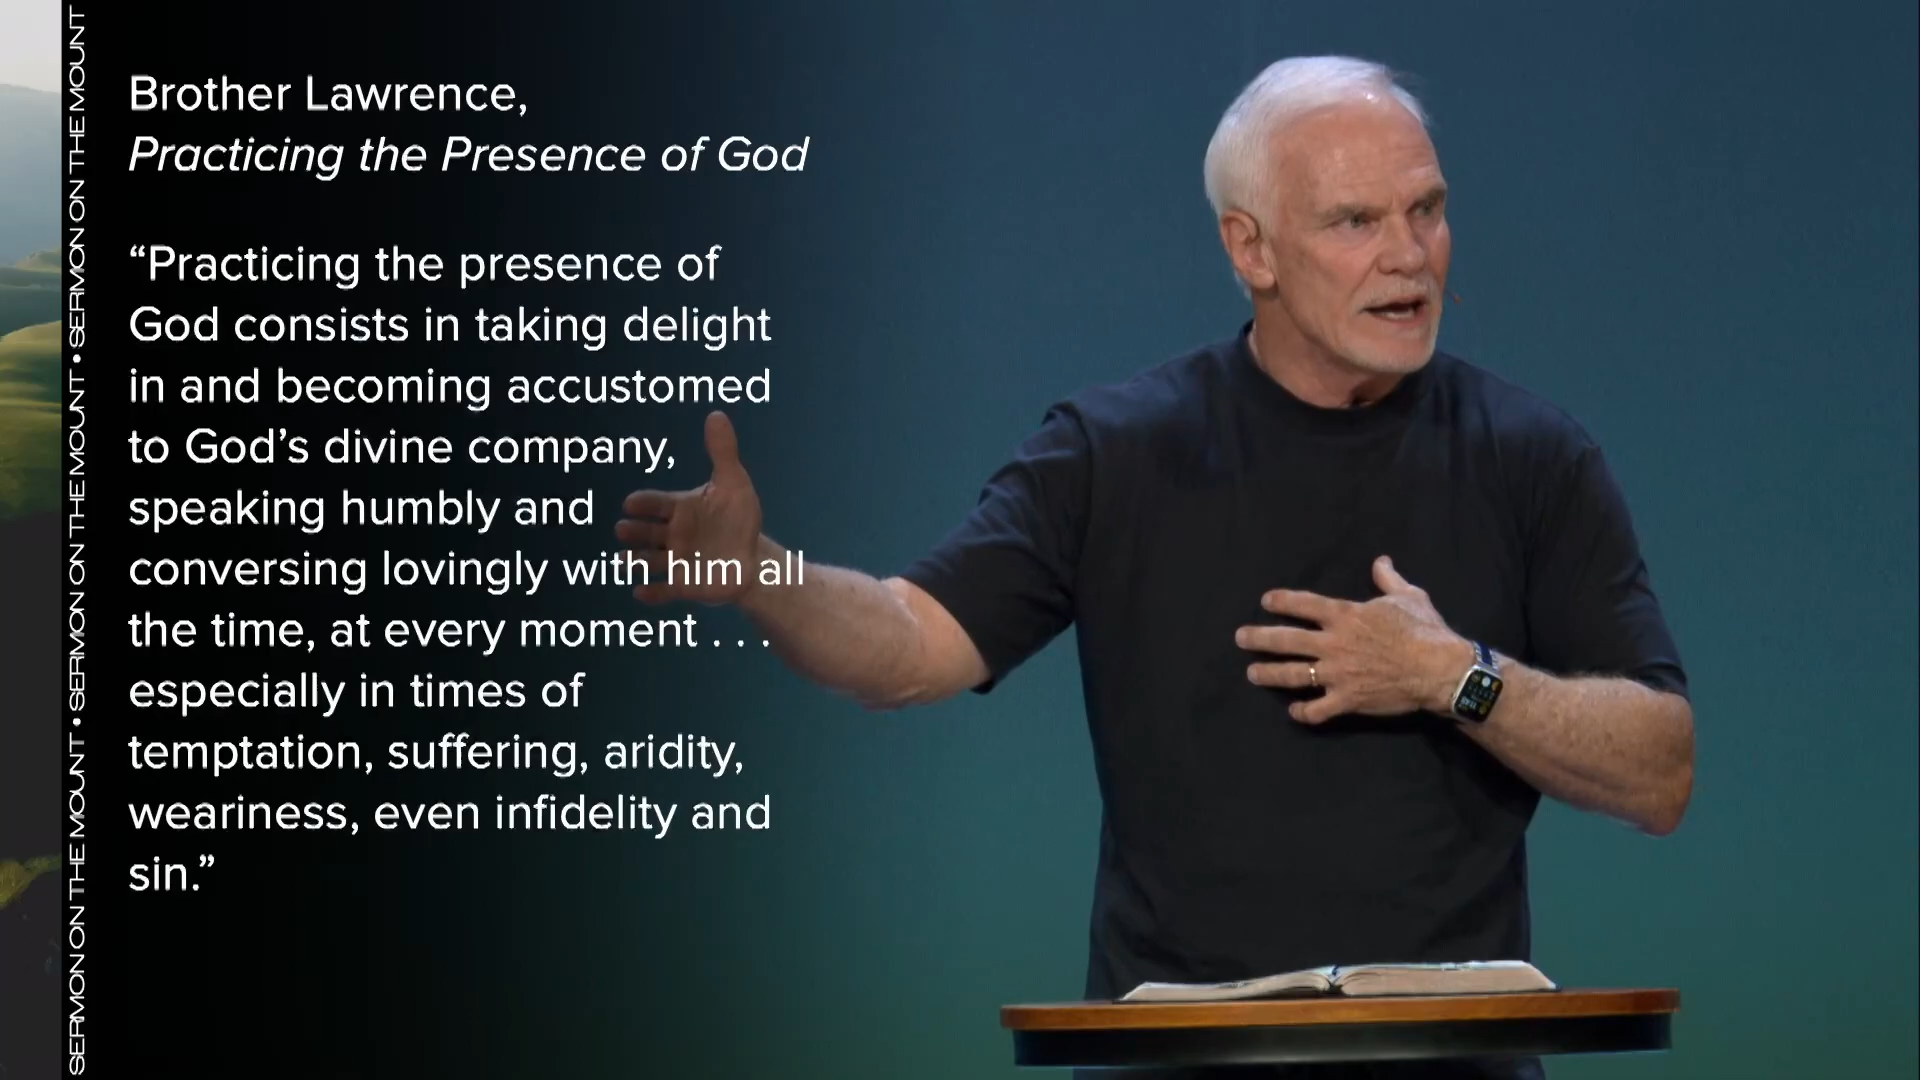 SERMON ON THE MOUNT • SERMON ON THE MOUNT • SERMON ON THE MOUNT
Brother Lawrence,
Practicing the Presence of God
“Practicing the presence of
God consists in taking delight
in and becoming accustomed
to God’s divine company,
speaking humbly and
conversing lovingly with him all
the time, at every moment . . .
especially in times of
temptation, suffering, aridity,
weariness, even infidelity and
sin.”